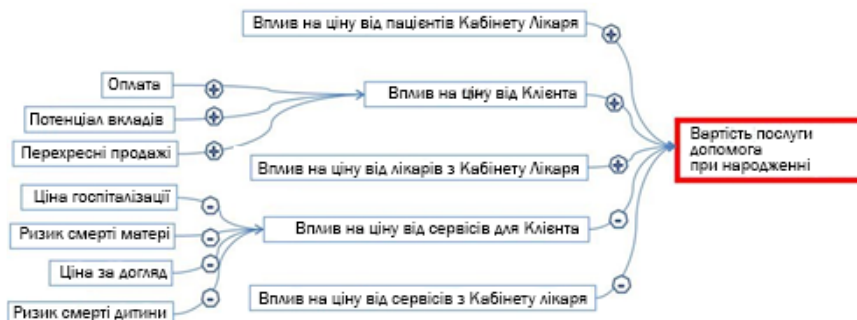 Вплив на ціну від пацієнтів Кабінету Лікаря
Оплата
Потенціал вкладів
Перехресні продажі
Вплив на ціну від Клієнта
Вплив на ціну від лікарів з Кабінету Лікаря
Вартість послуги
допомога
при народженні
Ціна госпіталізації
Ризик смерті матері
Ціна за догляд
Ризик смерті дитини
Вплив на ціну від сервісів для Клієнта
Вплив на ціну від сервісів з Кабінету лікаря